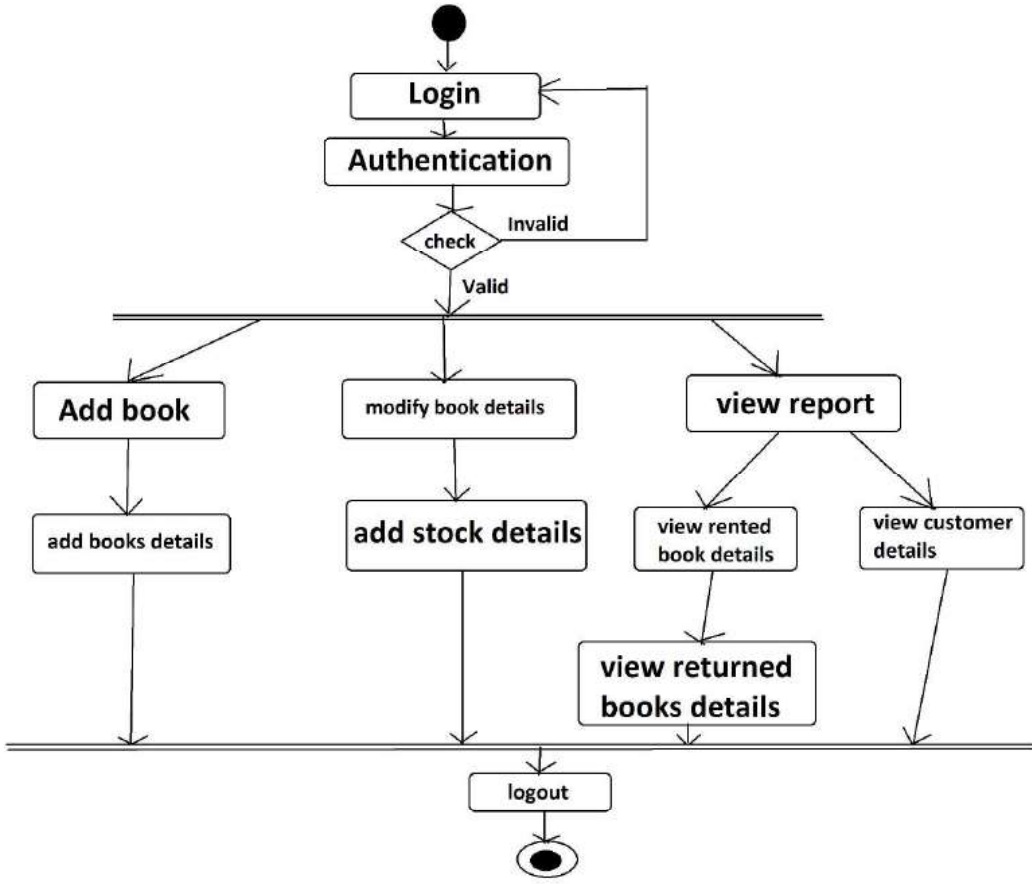 Login
Authentication
check
Invalid
Valid
Add book
modify book details
view report
add books details
add stock details
view rented
book details
view customer
details
view returned
books details
logout